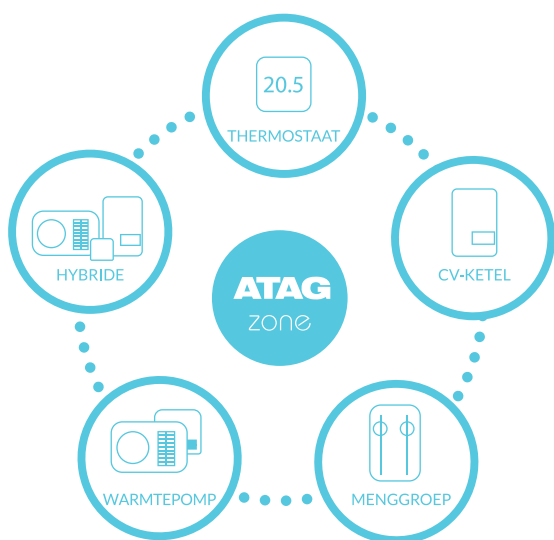 20.5
THERMOSTAAT
HYBRIDE
CV-KETEL
ATAG
zone
WARMTEPOMP
MENGGROEP